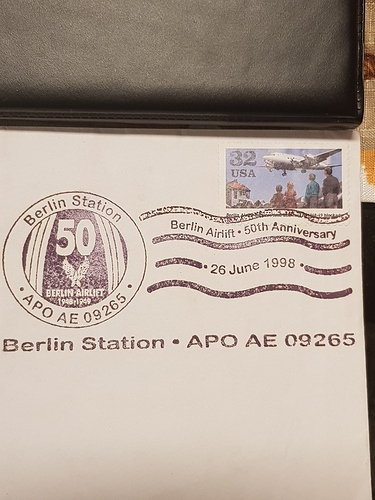 32
USA
Berlin Station
50
BERLIN AIRLIFT
1948-1949
• APO AE 09265 •
Berlin Airlift • 50th Anniversary
• 26 June 1998 •
Berlin Station • APO AE 09265